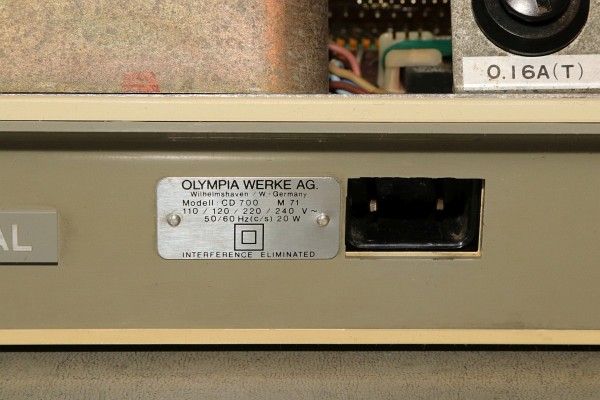 0.16A(T)
OLYMPIA WERKE AG.
Wilhelmshaven / W.-Germany
Modell: CD 700 M 71
110 / 120 / 220 / 240 V ~
50/60 Hz (c/s) 20 W
INTERFERENCE ELIMINATED
AL